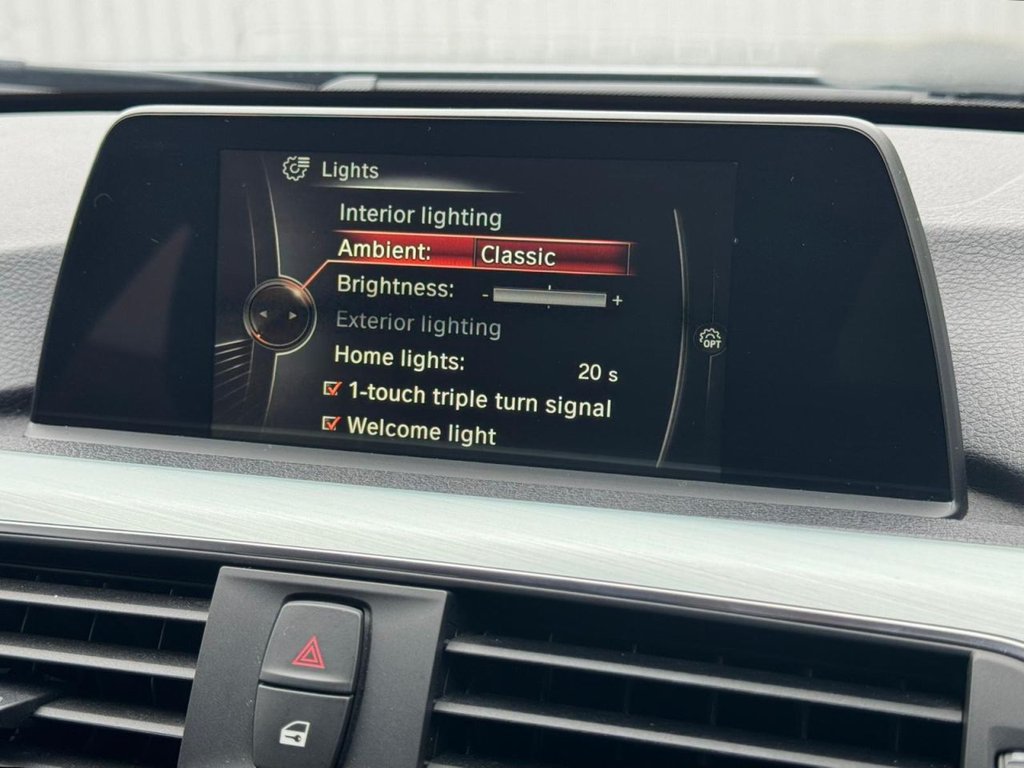 Lights
Interior lighting
Ambient: Classic
Brightness: - +
Exterior lighting
Home lights: 20 s
1-touch triple turn signal
Welcome light
OPT